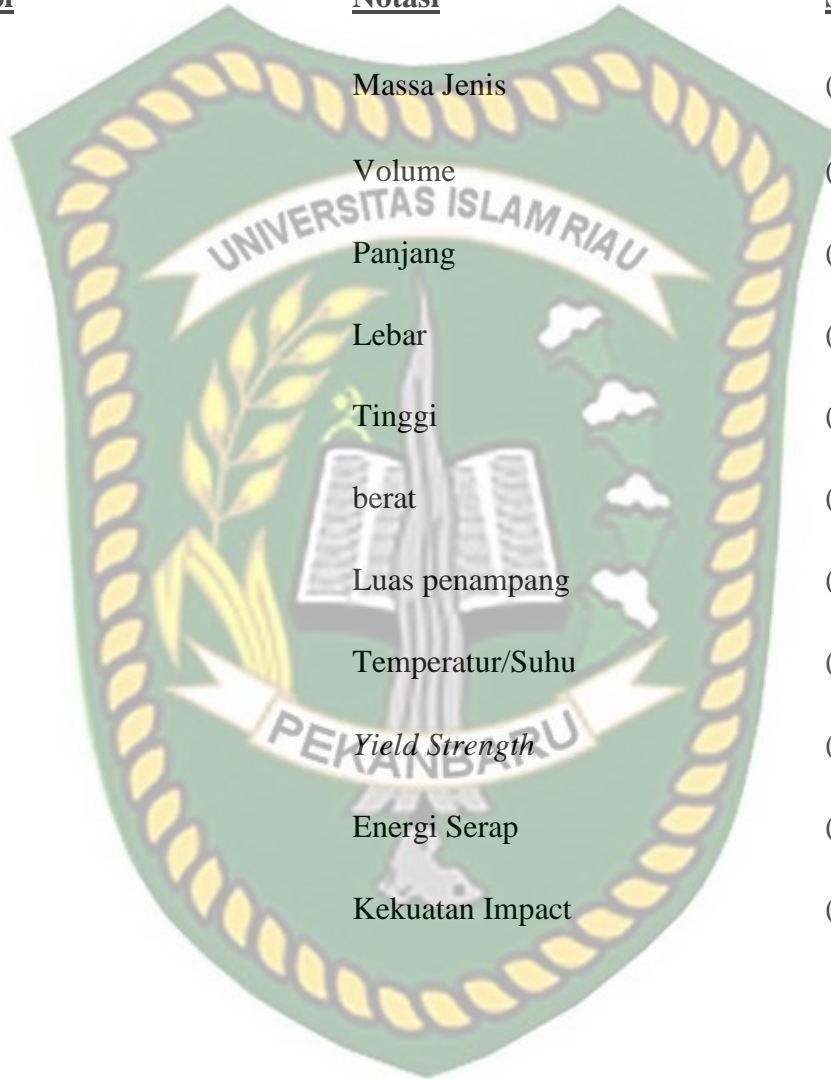 Notasi
Massa Jenis (
Volume (
UNIVERSITAS ISLAM RIAU
Panjang (
Lebar (
Tinggi (
berat (
Luas penampang (
Temperatur/Suhu (
Yield Strength (
PEKANBARU
Energi Serap (
Kekuatan Impact (